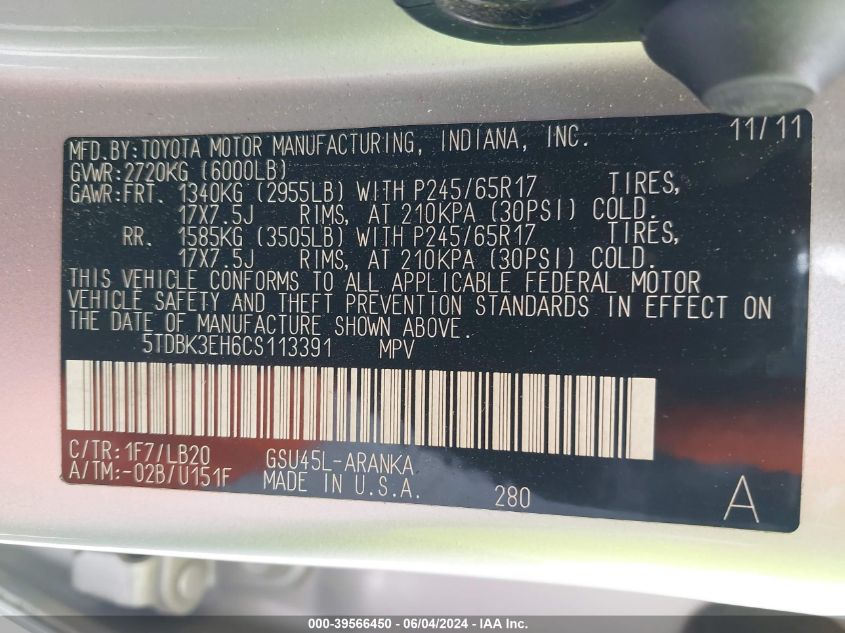 11/11
MFD.BY:TOYOTA MOTOR MANUFACTURING, INDIANA, INC.
GVWR:2720KG (6000LB)
GAWR:FRT. 1340KG (2955LB) WITH P245/65R17 TIRES,
17X7.5J RIMS, AT 210KPA (30PSI) COLD.
RR. 1585KG (3505LB) WITH P245/65R17 TIRES,
17X7.5J RIMS, AT 210KPA (30PSI) COLD.
THIS VEHICLE CONFORMS TO ALL APPLICABLE FEDERAL MOTOR
VEHICLE SAFETY AND THEFT PREVENTION STANDARDS IN EFFECT ON
THE DATE OF MANUFACTURE SHOWN ABOVE.
5TDBK3EH6CS113391 MPV
C/TR:1F7/LB20 GSU45L-ARANKA
A/TM:-02B/U151F MADE IN U.S.A. 280 A
000-39566450 - 06/04/2024 - IAA Inc.